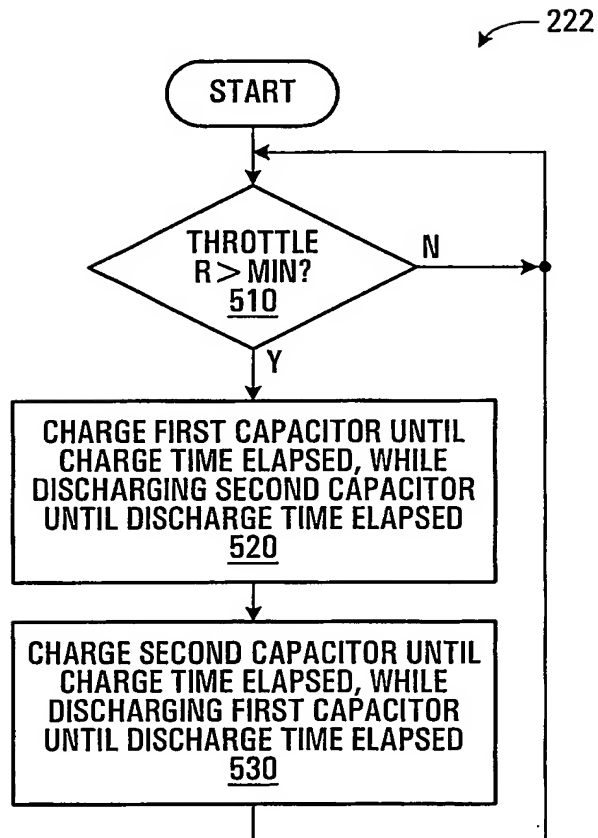 222
START
THROTTLE
R > MIN?
510
N
Y
CHARGE FIRST CAPACITOR UNTIL
CHARGE TIME ELAPSED, WHILE
DISCHARGING SECOND CAPACITOR
UNTIL DISCHARGE TIME ELAPSED
520
CHARGE SECOND CAPACITOR UNTIL
CHARGE TIME ELAPSED, WHILE
DISCHARGING FIRST CAPACITOR
UNTIL DISCHARGE TIME ELAPSED
530